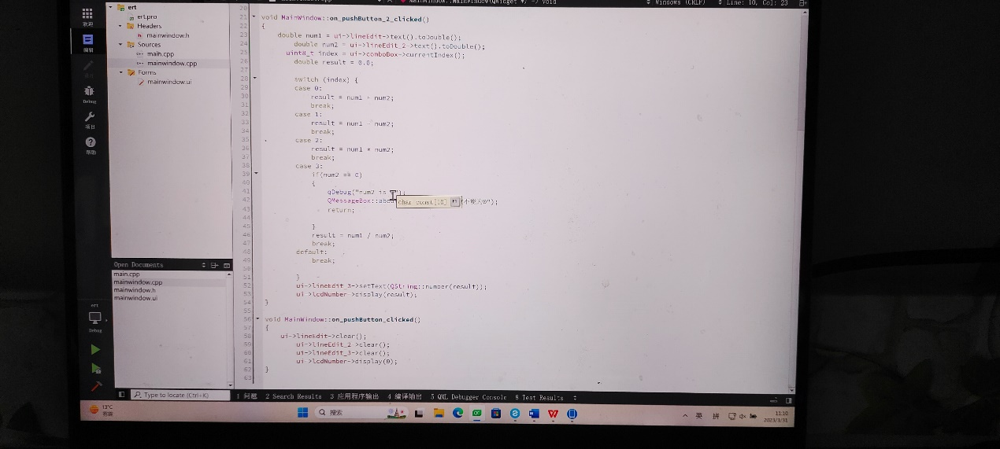 Windows (CRLF)
Line: 10, Col: 23
欢迎
编辑
Debug
项目
帮助
ert
ert.pro
Headers
mainwindow.h
Sources
main.cpp
mainwindow.cpp
Forms
mainwindow.ui
20
21 void MainWindow::on_pushButton_2_clicked()
22 {
23 double num1 = ui->lineEdit->text().toDouble();
24 double num2 = ui->lineEdit_2->text().toDouble();
25 uint8_t index = ui->comboBox->currentIndex();
26 double result = 0.0;
27
28 switch (index) {
29 case 0:
30 result = num1 + num2;
31 break;
32 case 1:
33 result = num1 - num2;
34 break;
35 case 2:
36 result = num1 * num2;
37 break;
38 case 3:
39 if(num2 == 0)
40 {
41 qDebug("num2 is ");
42 QMessageBox:: 不能为0");
char const[10] F1
43 return;
44
45 }
46 result = num1 / num2;
47 break;
48 default:
49 break;
50
51 }
52 ui->lineEdit_3->setText(QString::number(result));
53 ui->lcdNumber->display(result);
54 }
55
56 void MainWindow::on_pushButton_clicked()
57 {
58 ui->lineEdit->clear();
59 ui->lineEdit_2->clear();
60 ui->lineEdit_3->clear();
61 ui->lcdNumber->display(0);
62 }
63
Open Documents
main.cpp
mainwindow.cpp
mainwindow.h
mainwindow.ui
ert
Debug
Type to locate (Ctrl+K)
1 问题 2 Search Results 3 应用程序输出 4 编译输出 5 QML Debugger Console 8 Test Results
13°C
搜索
英 拼
11:10
2023/1/31